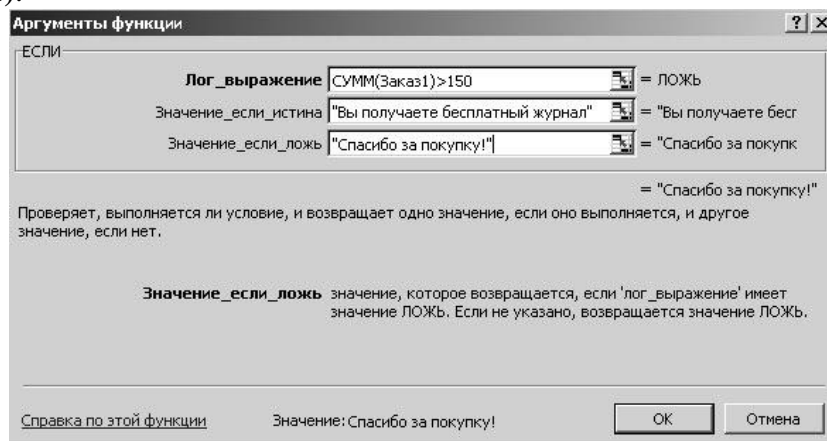 Аргументы функции
ЕСЛИ
Лог_выражение СУММ(Заказ1)>150 = ЛОЖЬ
Значение_если_истина "Вы получаете бесплатный журнал" = "Вы получаете бесг
Значение_если_ложь "Спасибо за покупку!" = "Спасибо за покупк
= "Спасибо за покупку!"
Проверяет, выполняется ли условие, и возвращает одно значение, если оно выполняется, и другое
значение, если нет.
Значение_если_ложь значение, которое возвращается, если 'лог_выражение' имеет
значение ЛОЖЬ. Если не указано, возвращается значение ЛОЖЬ.
Справка по этой функции Значение: Спасибо за покупку! ОК Отмена